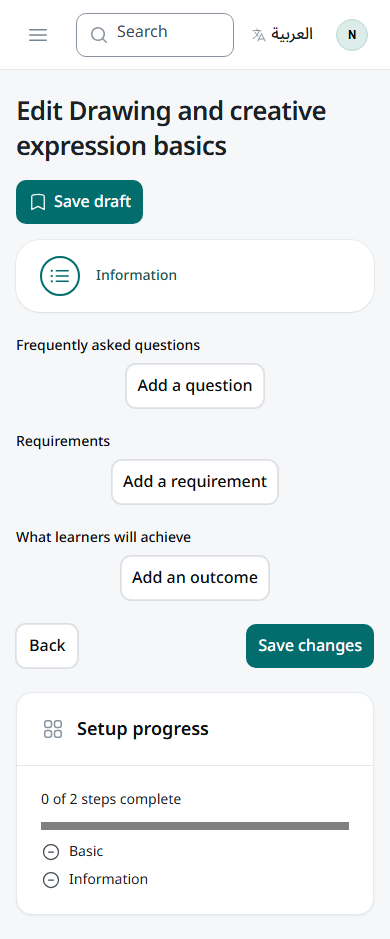 Search
العربية
N
Edit Drawing and creative
expression basics
Save draft
Information
Frequently asked questions
Add a question
Requirements
Add a requirement
What learners will achieve
Add an outcome
Back
Save changes
Setup progress
0 of 2 steps complete
Basic
Information